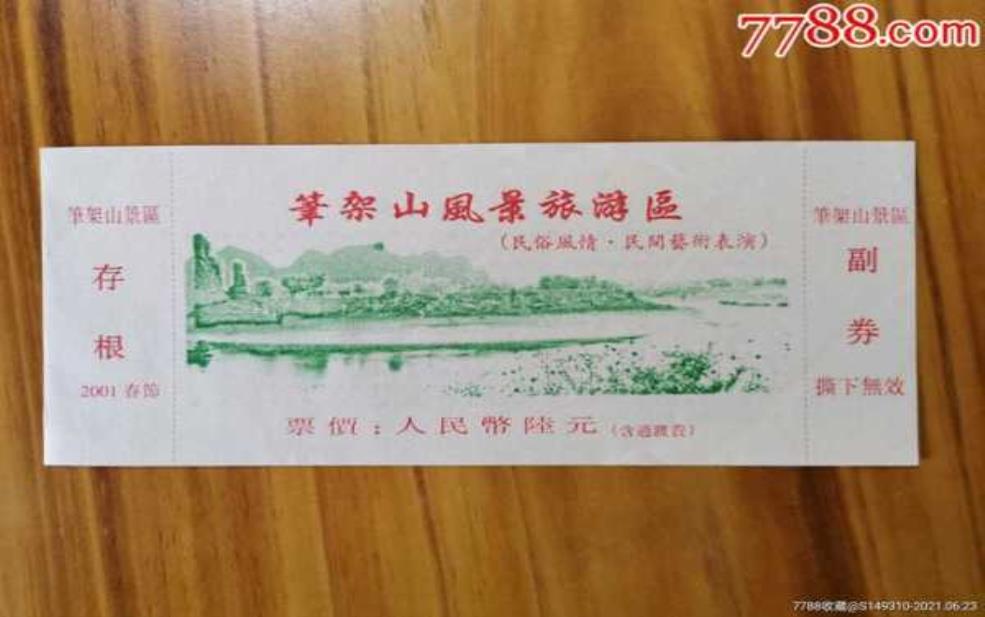 7788.com
筆架山景區
存
根
2001 春節
筆架山風景旅游區
(民俗風情·民間藝術表演)
票價:人民幣陸元(含過渡費)
筆架山景區
副
券
撕下無效
7788收藏@S149310-2021.06.23